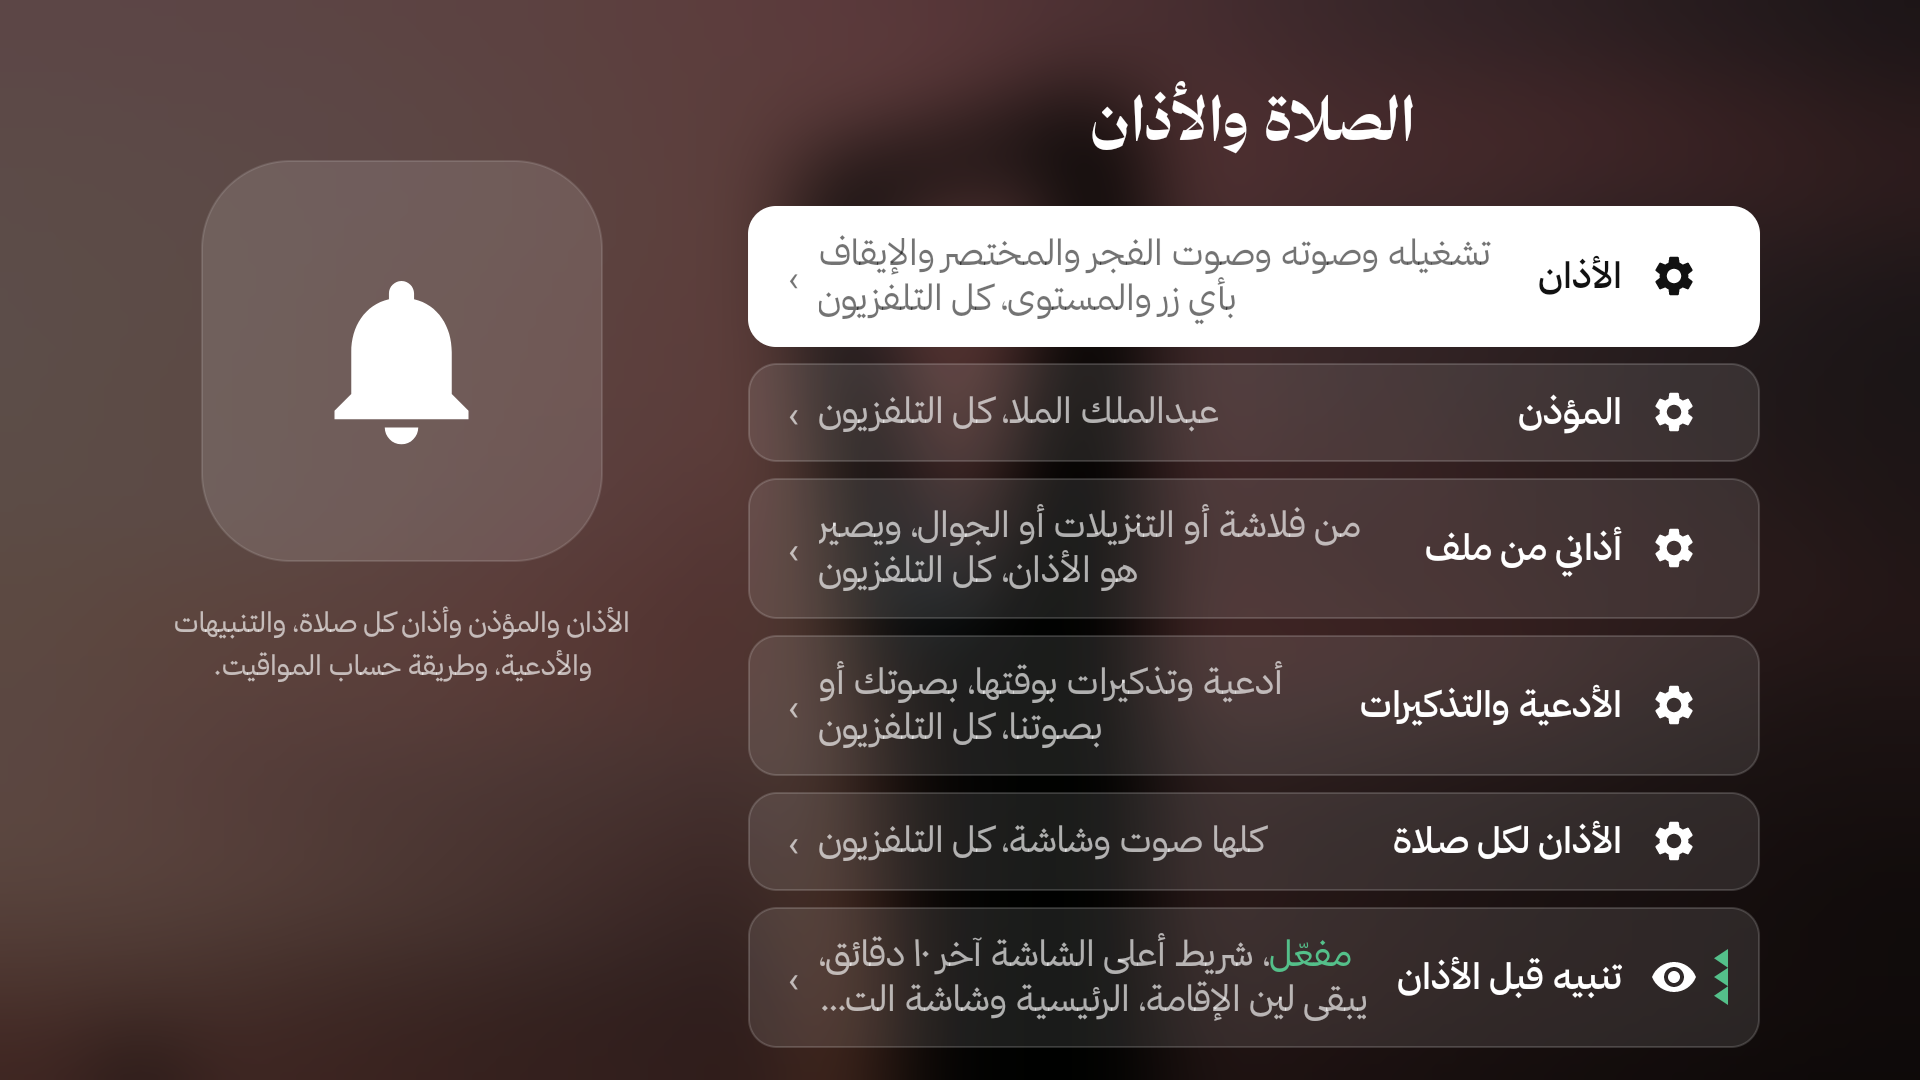 الصلاة والأذان
الأذان
تشغيله وصوته وصوت الفجر والمختصر والإيقاف
بأي زر والمستوى، كل التلفزيون
المؤذن
عبدالملك الملا، كل التلفزيون
أذاني من ملف
من فلاشة أو التنزيلات أو الجوال، ويصير
هو الأذان، كل التلفزيون
الأدعية والتذكيرات
أدعية وتذكيرات بوقتها، بصوتك أو
بصوتنا، كل التلفزيون
الأذان لكل صلاة
كلها صوت وشاشة، كل التلفزيون
تنبيه قبل الأذان
مفعّل، شريط أعلى الشاشة آخر ١٠ دقائق،
يبقى لين الإقامة، الرئيسية وشاشة الت...
الأذان والمؤذن وأذان كل صلاة، والتنبيهات
والأدعية، وطريقة حساب المواقيت.